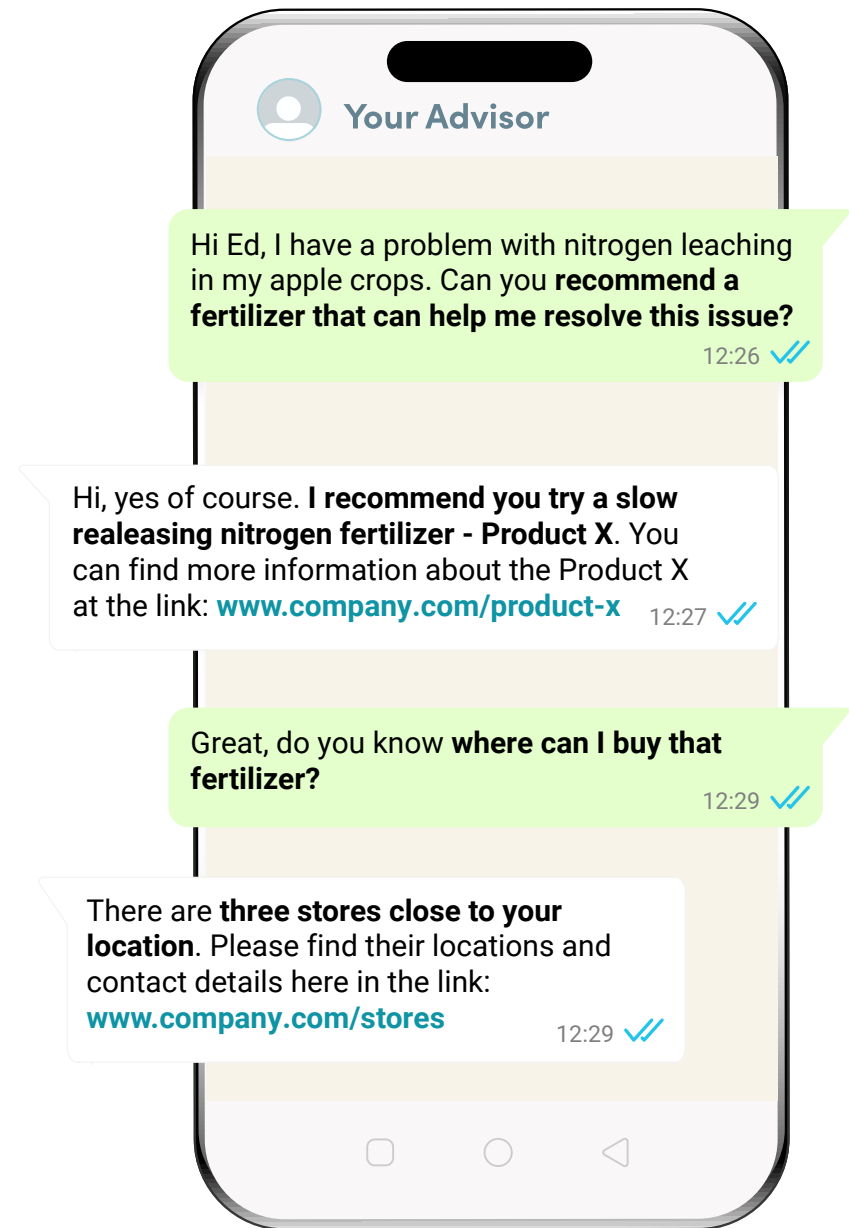 Your Advisor
Hi Ed, I have a problem with nitrogen leaching
in my apple crops. Can you recommend a
fertilizer that can help me resolve this issue?
12:26
Hi, yes of course. I recommend you try a slow
realeasing nitrogen fertilizer - Product X. You
can find more information about the Product X
at the link: www.company.com/product-x 12:27
Great, do you know where can I buy that
fertilizer?
12:29
There are three stores close to your
location. Please find their locations and
contact details here in the link:
www.company.com/stores
12:29